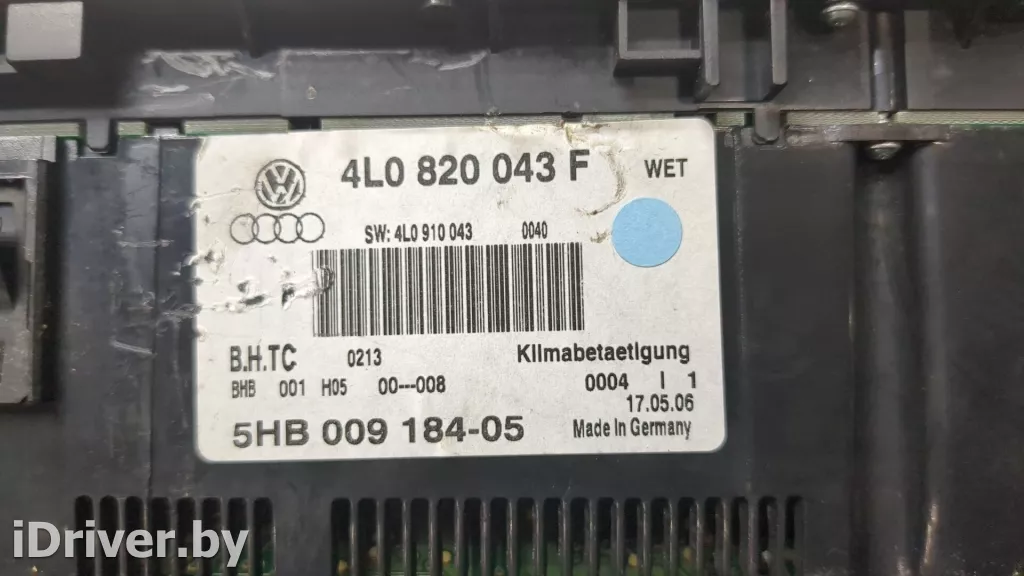 4L0 820 043 F WET
SW: 4L0 910 043 0040
B.H.TC 0213 Klimabetaetigung
BHB 001 H05 00---008 0004 I 1
17.05.06
5HB 009 184-05 Made In Germany
iDriver.by